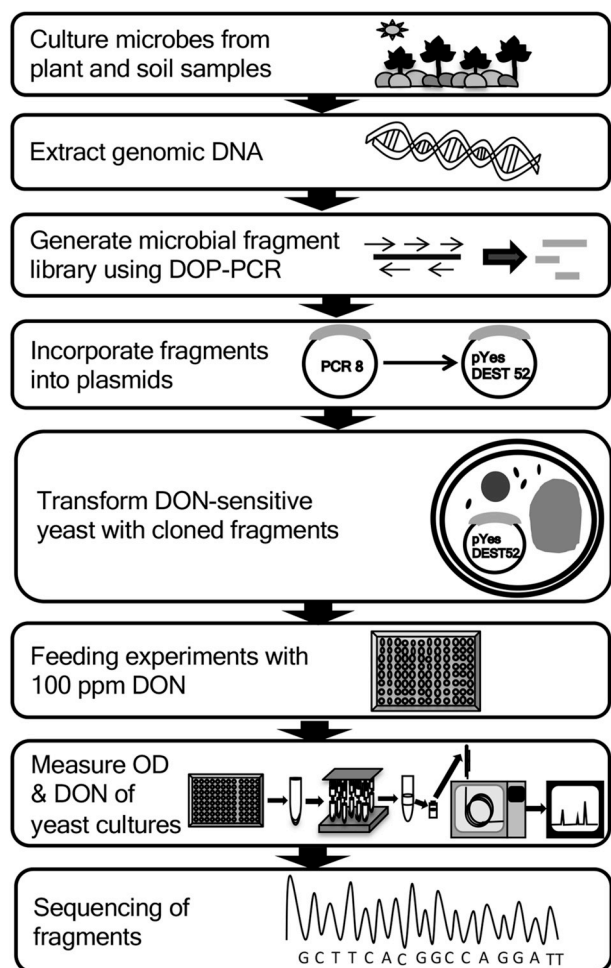 Culture microbes from
plant and soil samples
Extract genomic DNA
Generate microbial fragment
library using DOP-PCR
Incorporate fragments
into plasmids
PCR 8
pYes
DEST 52
Transform DON-sensitive
yeast with cloned fragments
pYes
DEST52
Feeding experiments with
100 ppm DON
Measure OD
& DON of
yeast cultures
Sequencing of
fragments
G C T T C A C G G C C A G G A T T